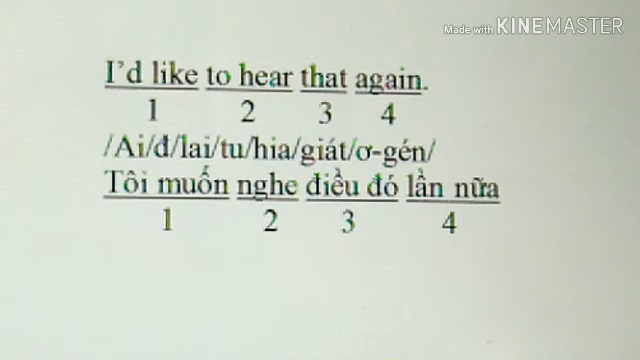 Made with KINEMASTER
I'd like to hear that again.
1 2 3 4
/Ai/đ/lai/tu/hia/giát/ơ-gén/
Tôi muốn nghe điều đó lần nữa
1 2 3 4